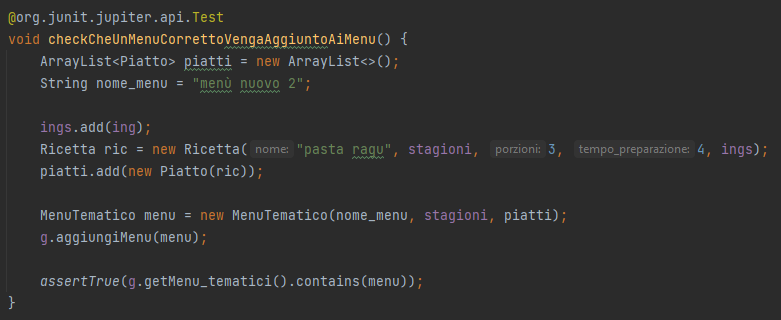 @org.junit.jupiter.api.Test
void checkCheUnMenuCorrettoVengaAggiuntoAiMenu() {
    ArrayList<Piatto> piatti = new ArrayList<>();
    String nome_menu = "menù nuovo 2";

    ings.add(ing);
    Ricetta ric = new Ricetta( nome: "pasta ragu", stagioni, porzioni: 3, tempo_preparazione: 4, ings);
    piatti.add(new Piatto(ric));

    MenuTematico menu = new MenuTematico(nome_menu, stagioni, piatti);
    g.aggiungiMenu(menu);

    assertTrue(g.getMenu_tematici().contains(menu));
}